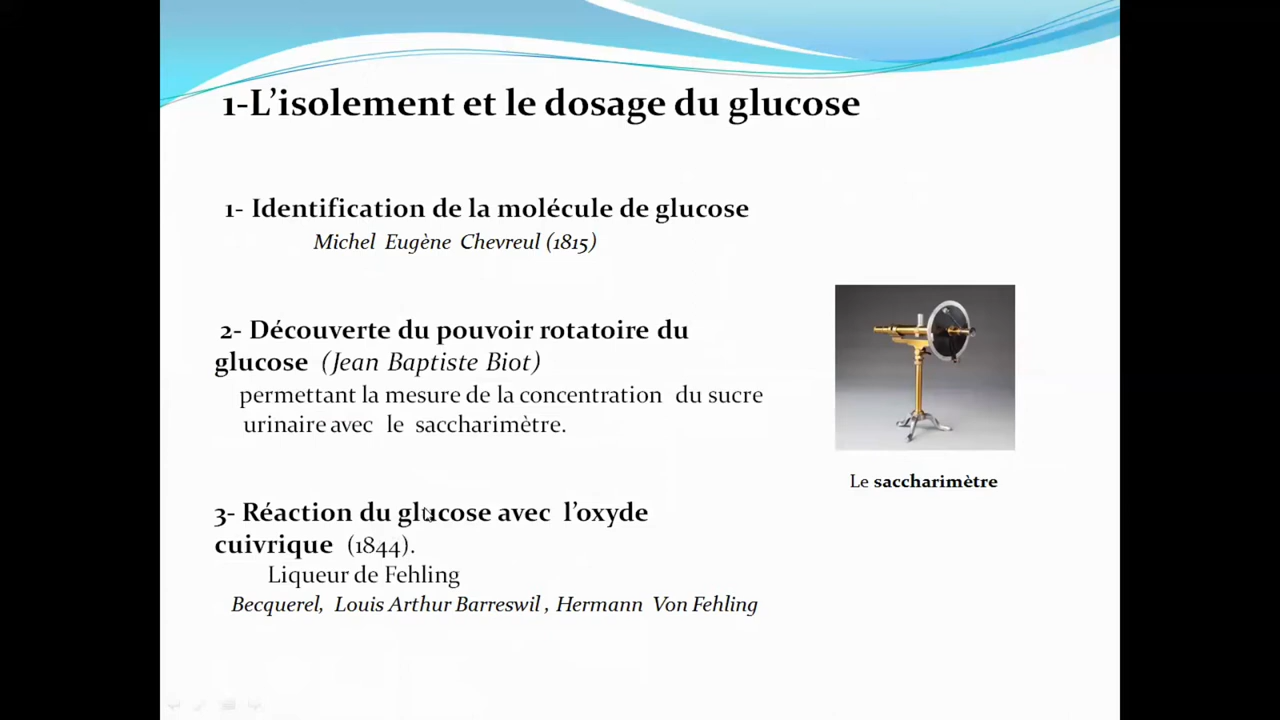 1-L’isolement et le dosage du glucose
1- Identification de la molécule de glucose
Michel Eugène Chevreul (1815)
2- Découverte du pouvoir rotatoire du
glucose (Jean Baptiste Biot)
permettant la mesure de la concentration du sucre
urinaire avec le saccharimètre.
Le saccharimètre
3- Réaction du glucose avec l’oxyde
cuivrique (1844).
Liqueur de Fehling
Becquerel, Louis Arthur Barreswil , Hermann Von Fehling